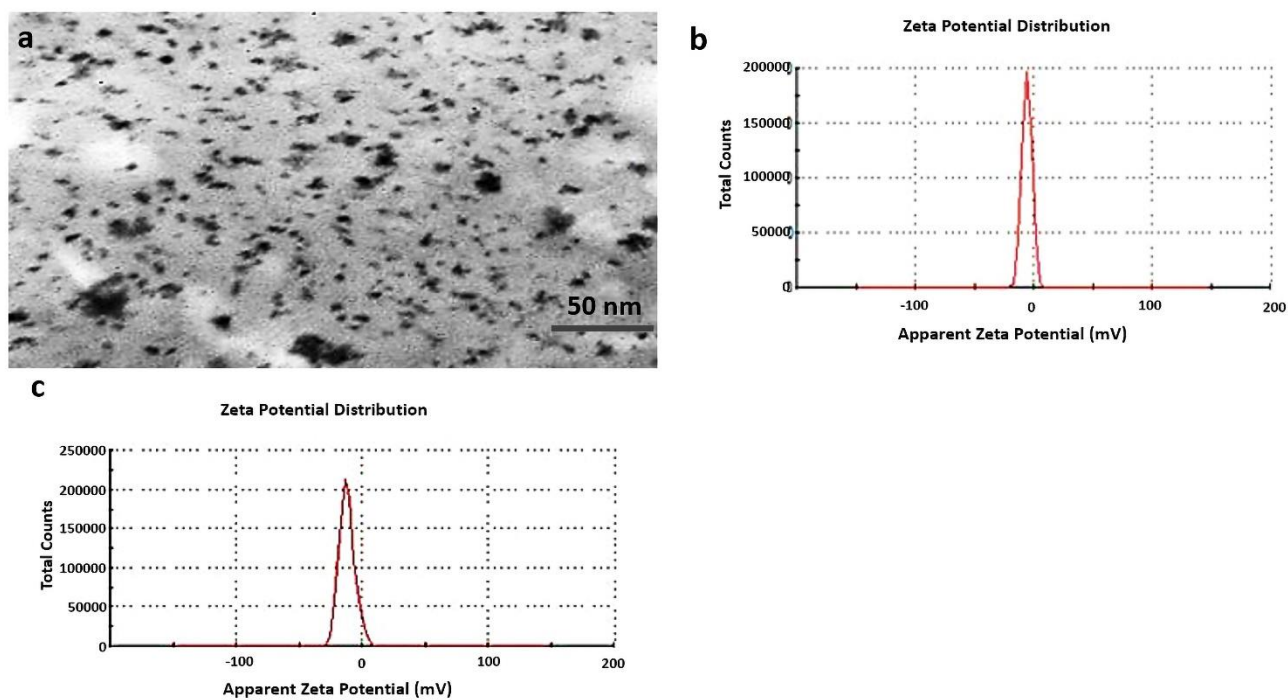 a
50 nm
b
Zeta Potential Distribution
200000
150000
100000
50000
0
Total Counts
-100
0
100
200
Apparent Zeta Potential (mV)
c
Zeta Potential Distribution
250000
200000
150000
100000
50000
0
Total Counts
-100
0
100
200
Apparent Zeta Potential (mV)